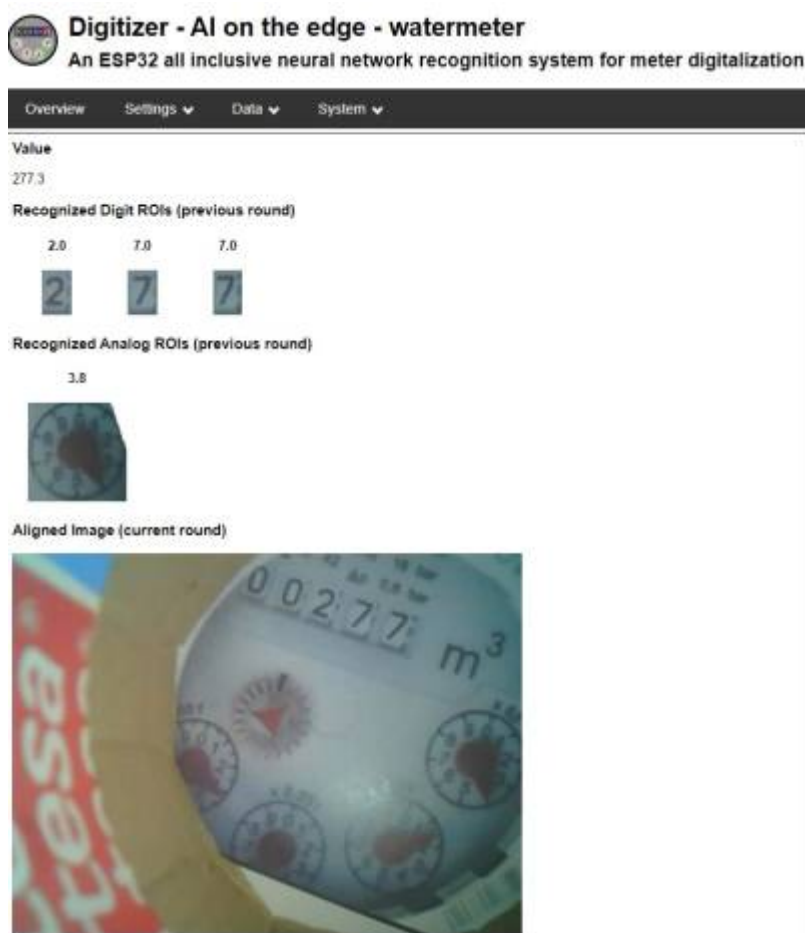 Digitizer - AI on the edge - watermeter
An ESP32 all inclusive neural network recognition system for meter digitalization
Overview Settings Data System
Value
277.3
Recognized Digit ROIs (previous round)
2.0 7.0 7.0
2 7 7
Recognized Analog ROIs (previous round)
3.8
Aligned Image (current round)
00277 m³